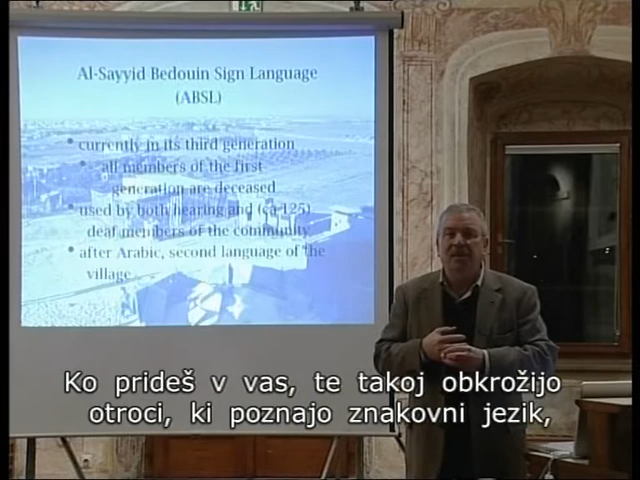 Al-Sayyid Bedouin Sign Language
(ABSL)
• currently in its third generation
• all members of the first
generation are deceased
• used by both hearing and (ca 125)
deaf members of the community
• after Arabic, second language of the
village
Ko prideš v vas, te takoj obkrožijo
otroci, ki poznajo znakovni jezik,